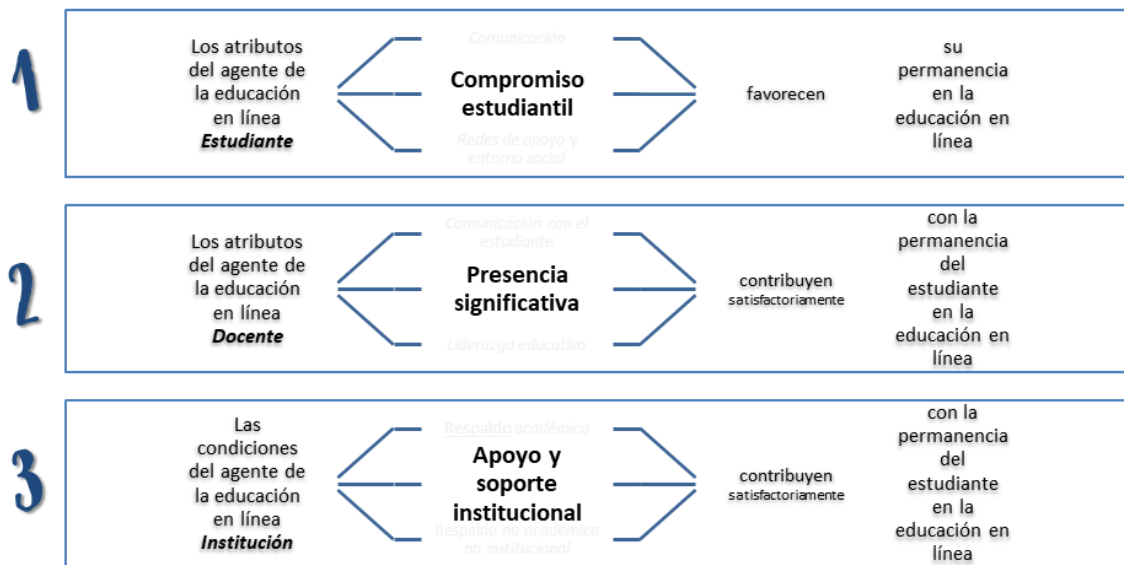 1
Los atributos
del agente de
la educación
en línea
Estudiante
Comunicación
Compromiso
estudiantil
Redes de apoyo y
entorno social
favorecen
su
permanencia
en la
educación en
línea
2
Los atributos
del agente de
la educación
en línea
Docente
Comunicación con el
estudiante
Presencia
significativa
Liderazgo educativo
contribuyen
satisfactoriamente
con la
permanencia
del
estudiante
en la
educación en
línea
3
Las
condiciones
del agente de
la educación
en línea
Institución
Respaldo académico
Apoyo y
soporte
institucional
Respaldo no académico
no institucional
contribuyen
satisfactoriamente
con la
permanencia
del
estudiante
en la
educación en
línea